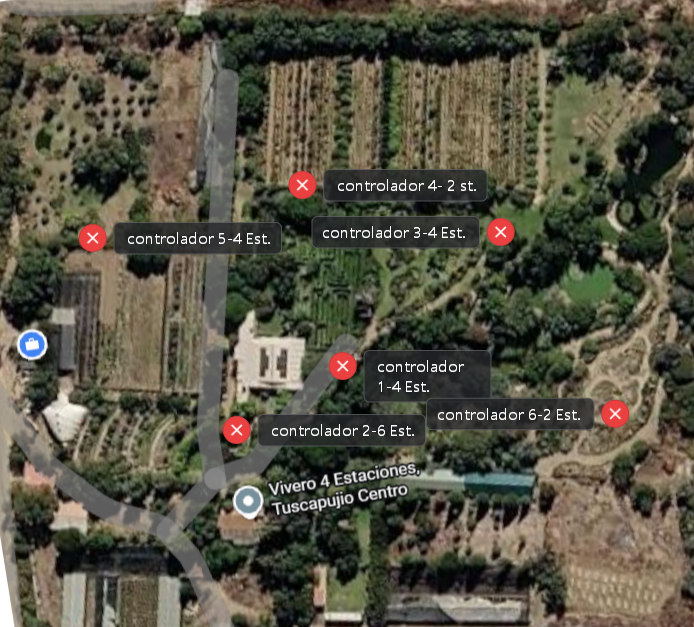 controlador 4- 2 st.
controlador 3-4 Est.
controlador 5-4 Est.
controlador
1-4 Est.
controlador 6-2 Est.
controlador 2-6 Est.
Vivero 4 Estaciones,
Tuscapujio Centro